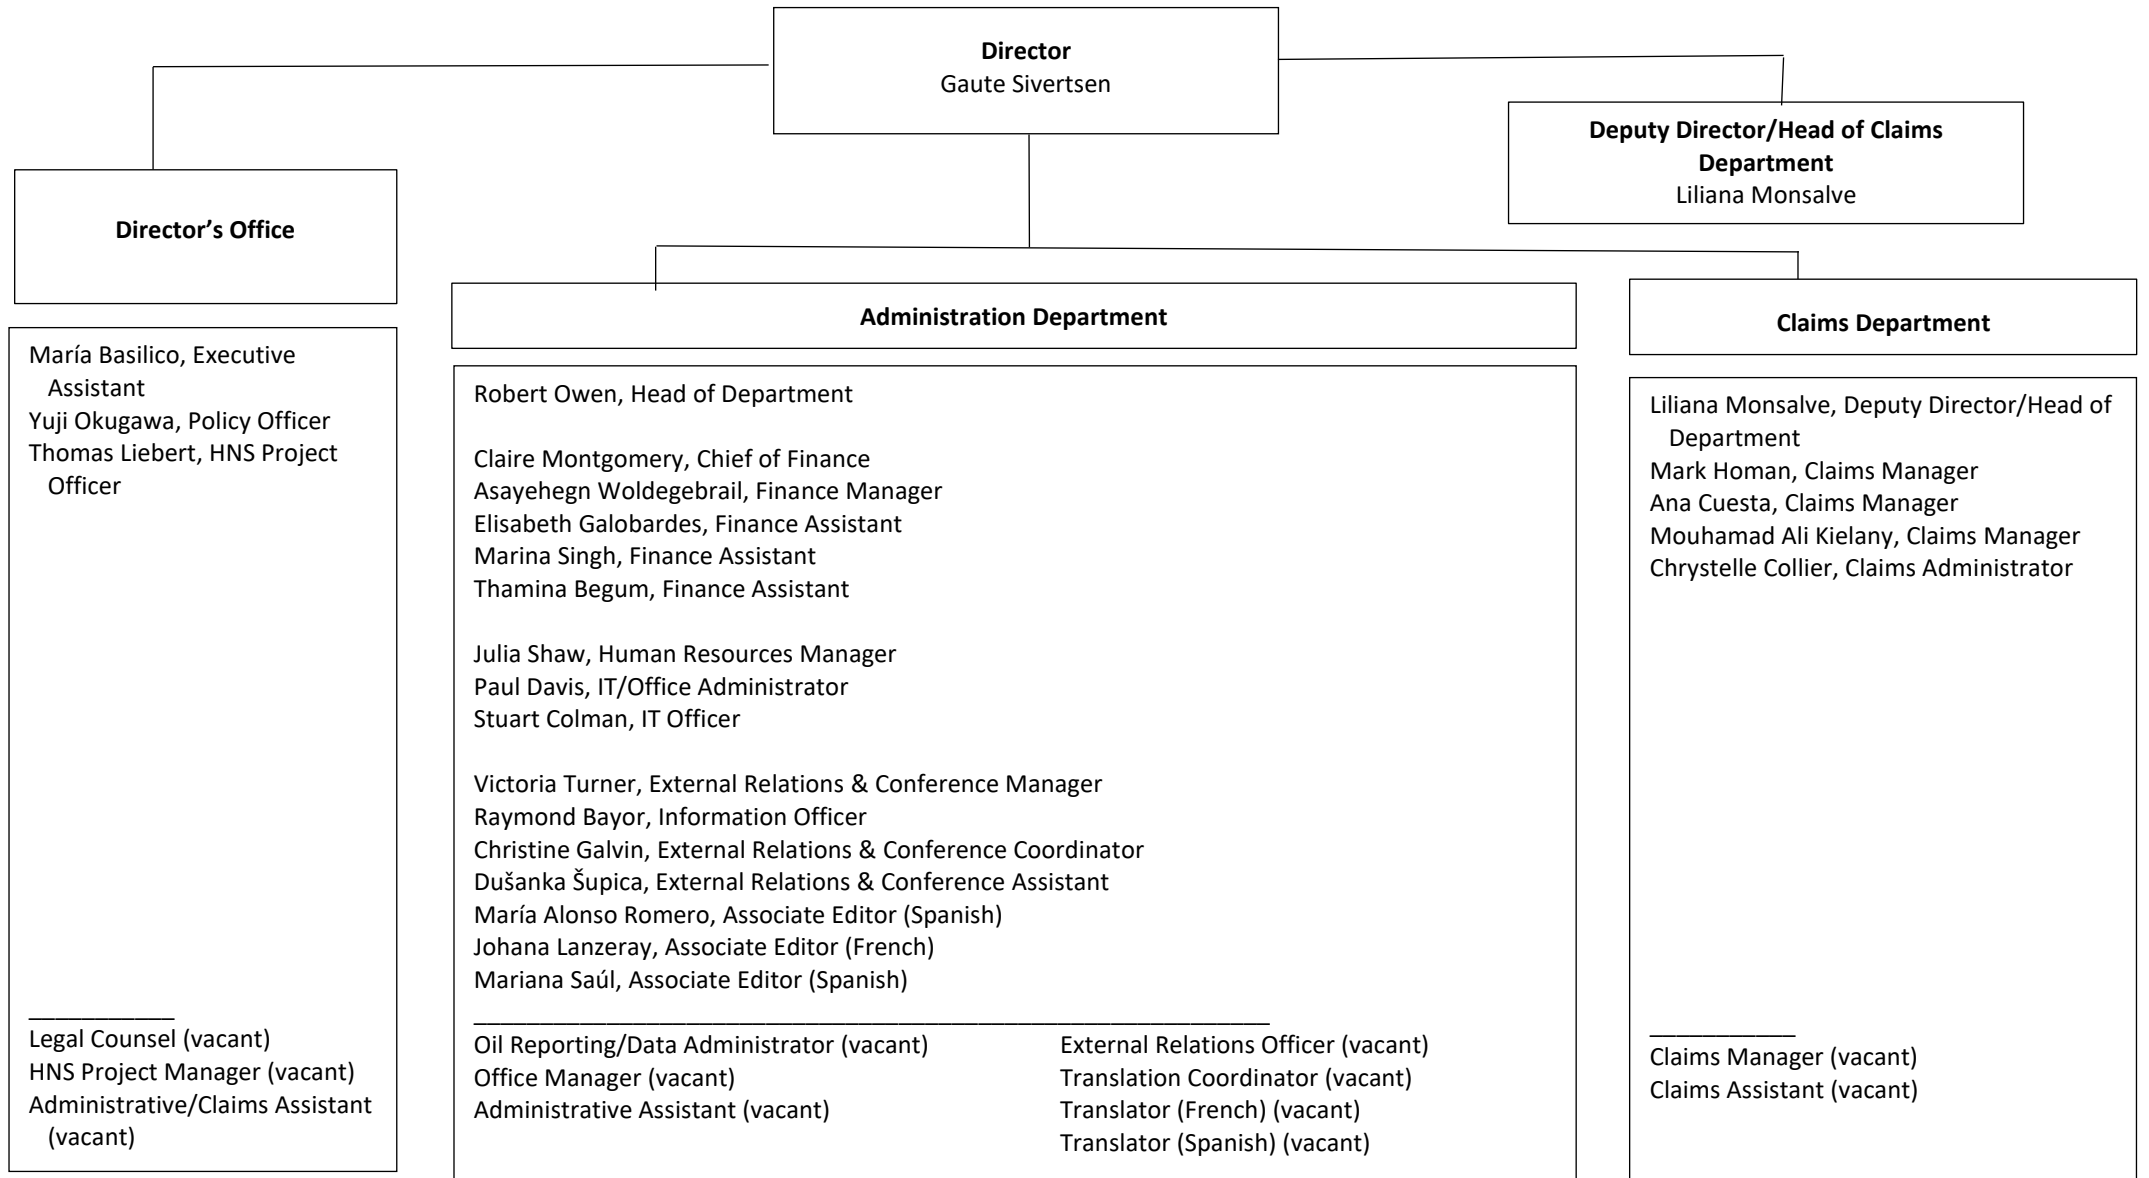 Director
Gaute Sivertsen
Deputy Director/Head of Claims
Department
Liliana Monsalve
Director’s Office
María Basilico, Executive
Assistant
Yuji Okugawa, Policy Officer
Thomas Liebert, HNS Project
Officer
Legal Counsel (vacant)
HNS Project Manager (vacant)
Administrative/Claims Assistant
(vacant)
Administration Department
Robert Owen, Head of Department
Claire Montgomery, Chief of Finance
Asayehegn Woldegebrail, Finance Manager
Elisabeth Galobardes, Finance Assistant
Marina Singh, Finance Assistant
Thamina Begum, Finance Assistant
Julia Shaw, Human Resources Manager
Paul Davis, IT/Office Administrator
Stuart Colman, IT Officer
Victoria Turner, External Relations & Conference Manager
Raymond Bayor, Information Officer
Christine Galvin, External Relations & Conference Coordinator
Dušanka Šupica, External Relations & Conference Assistant
María Alonso Romero, Associate Editor (Spanish)
Johana Lanzeray, Associate Editor (French)
Mariana Saúl, Associate Editor (Spanish)
Oil Reporting/Data Administrator (vacant)
Office Manager (vacant)
Administrative Assistant (vacant)
External Relations Officer (vacant)
Translation Coordinator (vacant)
Translator (French) (vacant)
Translator (Spanish) (vacant)
Claims Department
Liliana Monsalve, Deputy Director/Head of
Department
Mark Homan, Claims Manager
Ana Cuesta, Claims Manager
Mouhamad Ali Kielany, Claims Manager
Chrystelle Collier, Claims Administrator
Claims Manager (vacant)
Claims Assistant (vacant)